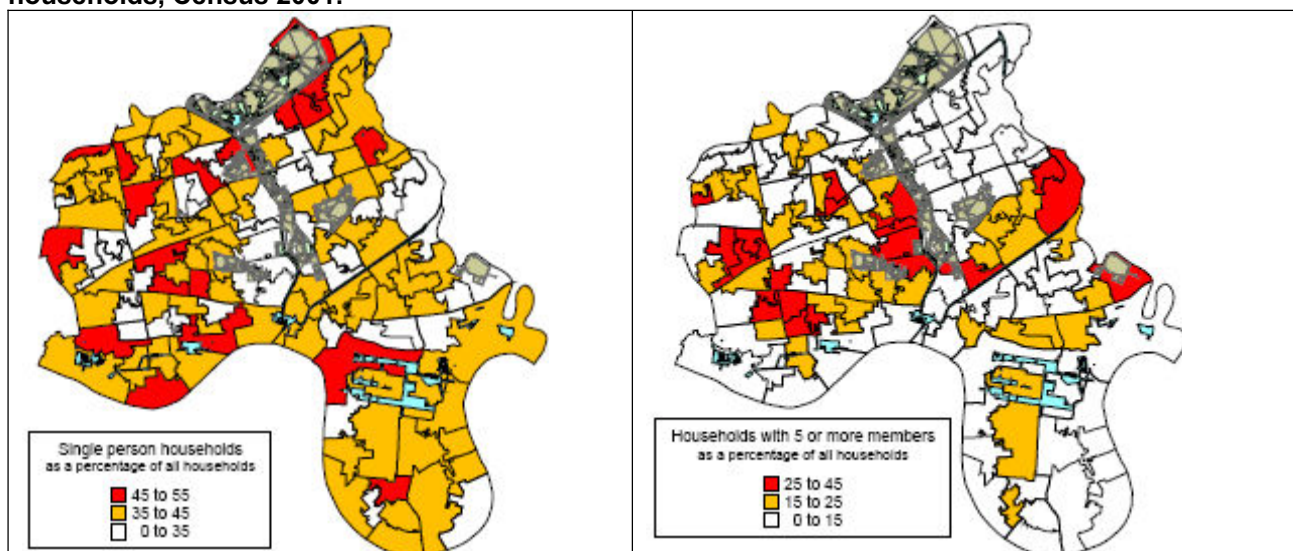 households, Census 2001.
Single person households
as a percentage of all households
45 to 55
35 to 45
0 to 35
Households with 5 or more members
as a percentage of all households
25 to 45
15 to 25
0 to 15